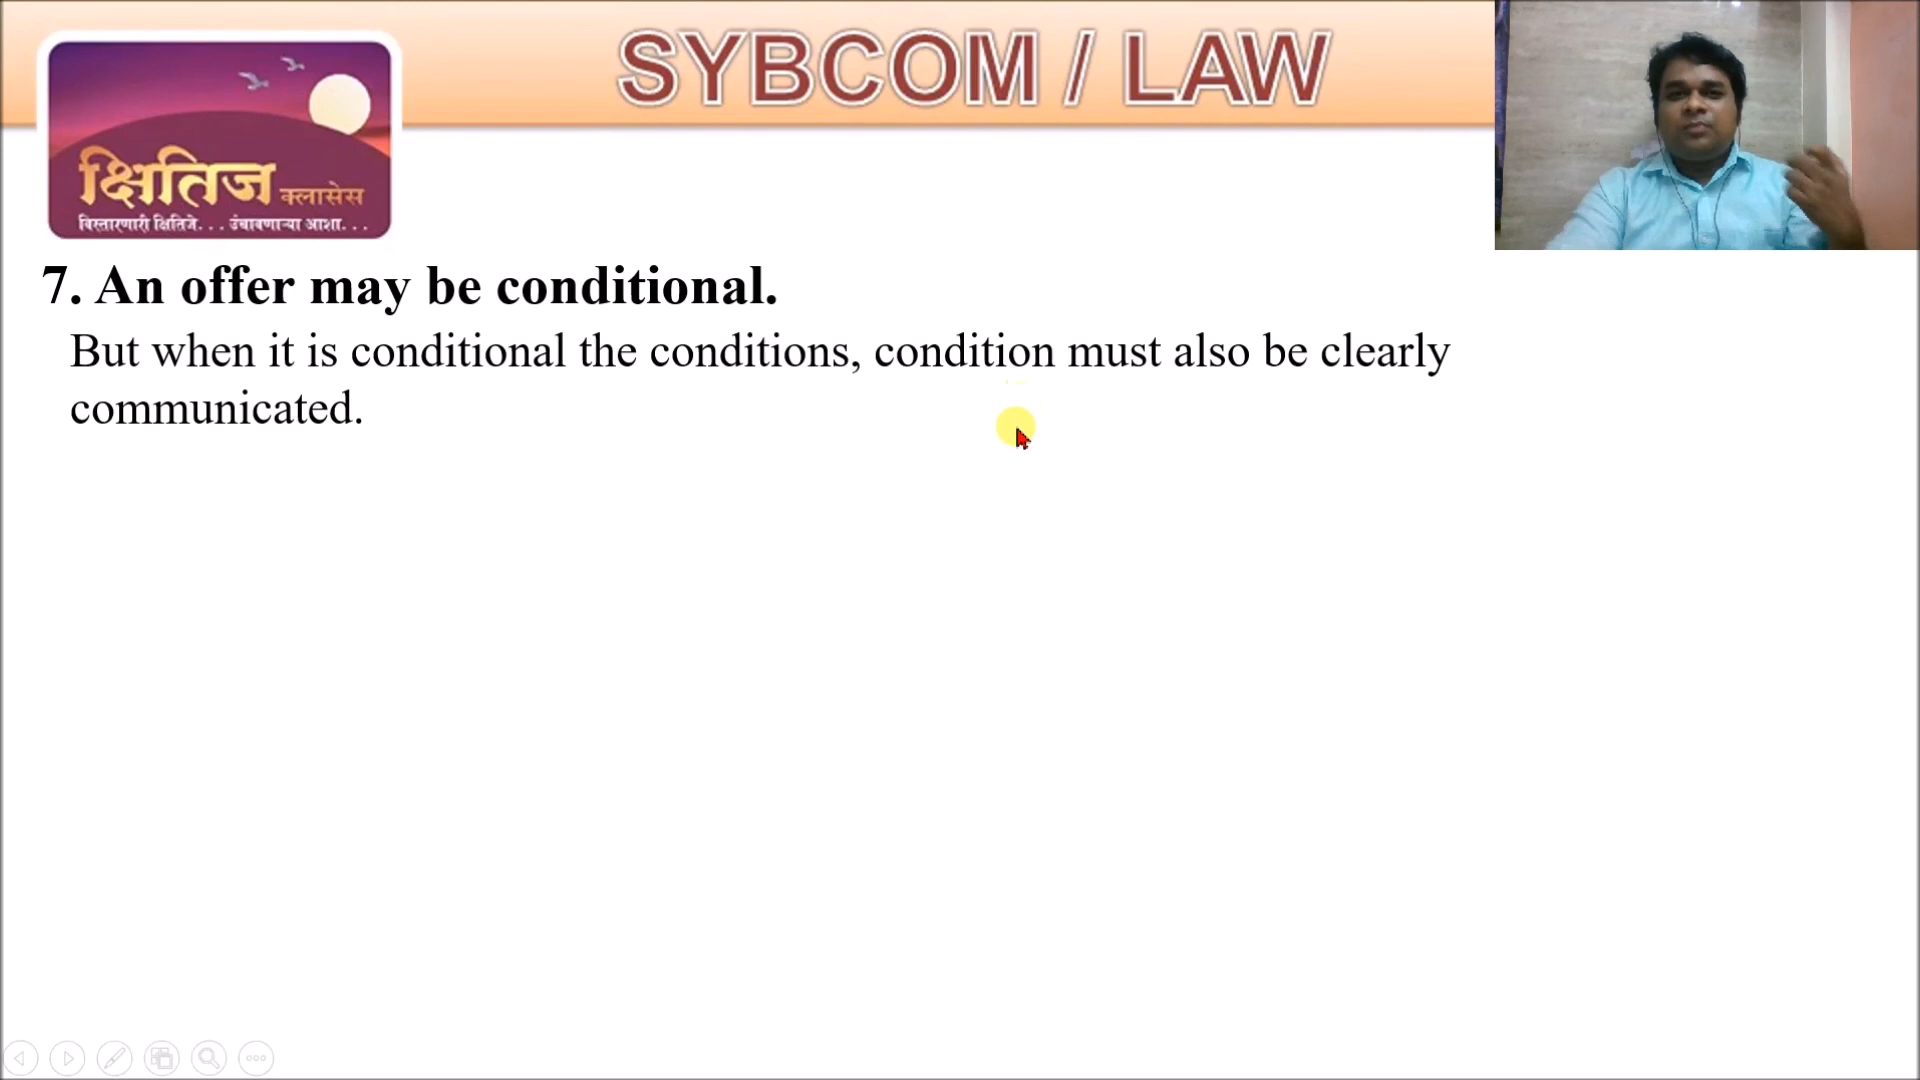 SYBCOM / LAW
क्षितिज क्लासेस
विस्तारणारी क्षितिजे... उंचावणाऱ्या आशा...
7. An offer may be conditional.
But when it is conditional the conditions, condition must also be clearly
communicated.